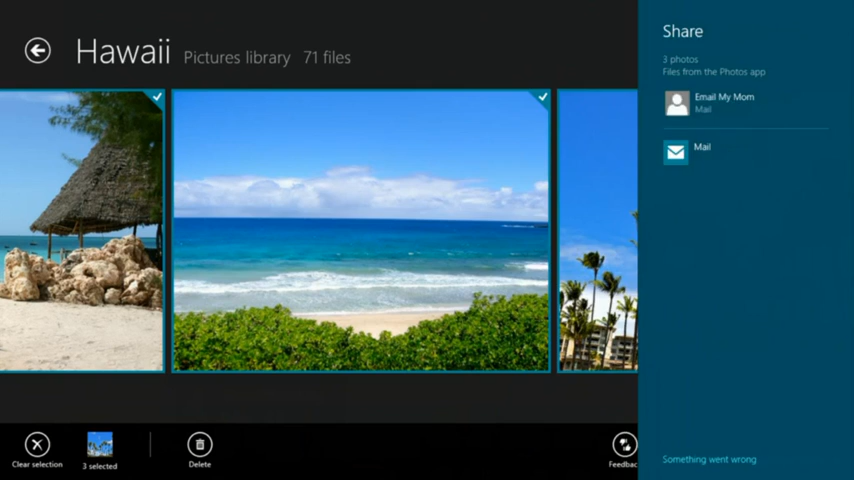 Hawaii Pictures library 71 files
Share
3 photos
Files from the Photos app
Email My Mom
Mail
Mail
Clear selection
3 selected
Delete
Feedbac
Something went wrong